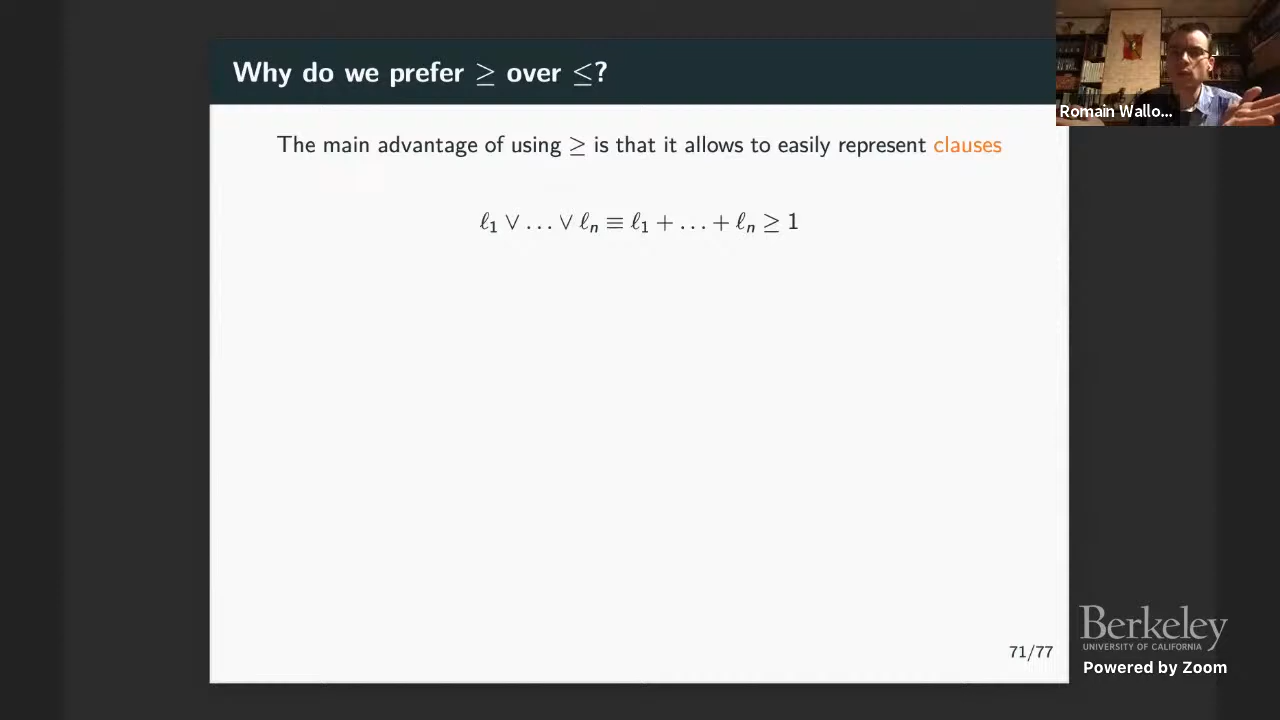 Why do we prefer ≥ over ≤?
Romain Wallo...
The main advantage of using ≥ is that it allows to easily represent clauses
ℓ₁ ∨ … ∨ ℓₙ ≡ ℓ₁ + … + ℓₙ ≥ 1
71/77
Berkeley
UNIVERSITY OF CALIFORNIA
Powered by Zoom